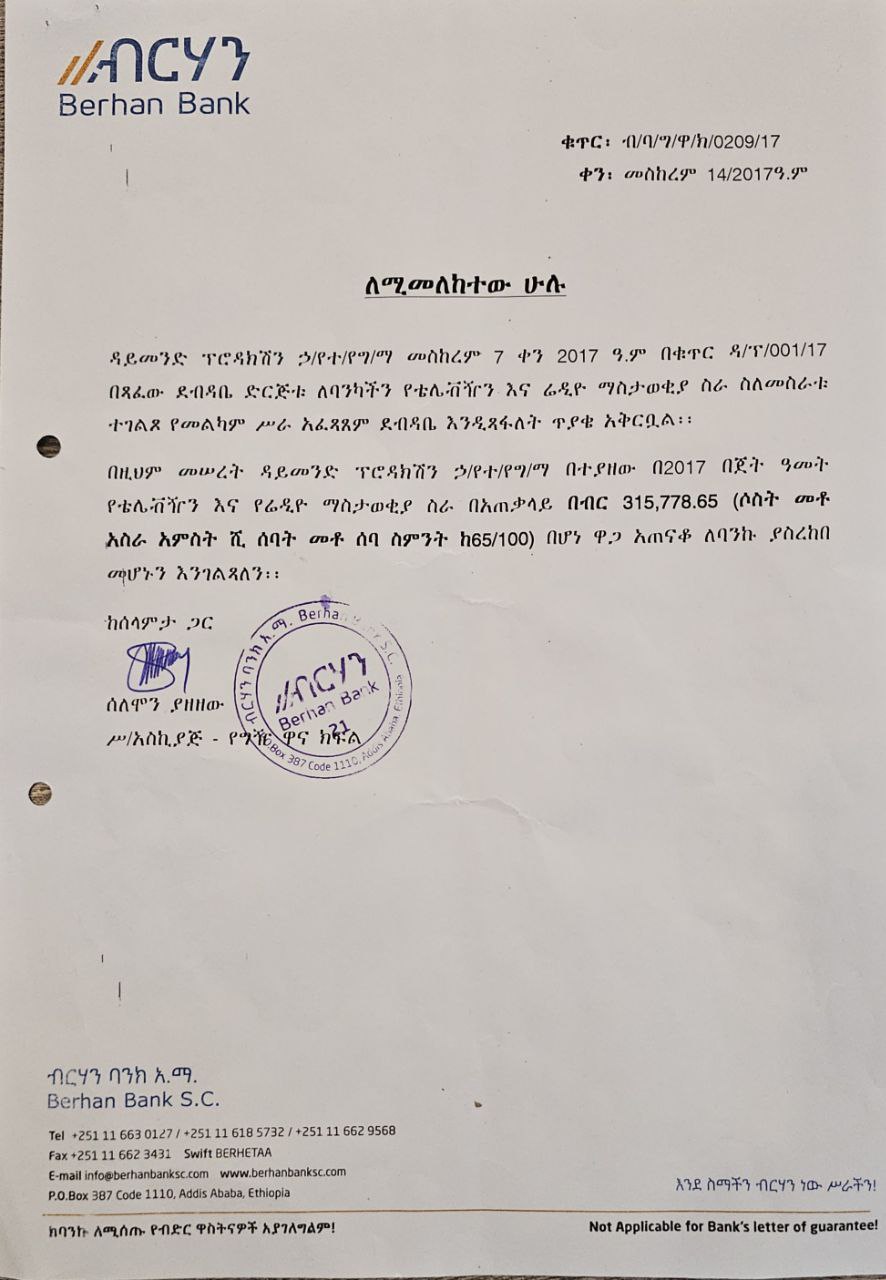 ብርሃን
Berhan Bank
ቁጥር፡ ብ/ባ/ግ/ዋ/ክ/0209/17
ቀን፡ መስከረም 14/2017ዓ.ም
ለሚመለከተው ሁሉ
ዳይመንድ ፕሮዳክሽን ኃ/የተ/የግ/ማ መስከረም 7 ቀን 2017 ዓ.ም በቁጥር ዳ/ፕ/001/17
በጻፈው ደብዳቤ ድርጅቱ ለባንካችን የቴሌቭዥን እና ሬዲዮ ማስታወቂያ ስራ ስለመስራቱ
ተገልጾ የመልካም ሥራ አፈጻጸም ደብዳቤ እንዲጻፋለት ጥያቄ አቅርቧል፡፡
በዚህም መሠረት ዳይመንድ ፕሮዳክሽን ኃ/የተ/የግ/ማ በተያዘው በ2017 በጀት ዓመት
የቴሌቭዥን እና የሬዲዮ ማስታወቂያ ስራ በአጠቃላይ በብር 315,778.65 (ሶስት መቶ
አስራ አምስት ሺ ሰባት መቶ ሰባ ስምንት ከ65/100) በሆነ ዋጋ አጠናቆ ለባንኩ ያስረከበ
መሆኑን እንገልጻለን፡፡
ከሰላምታ ጋር
ሰለሞን ያዘዘው
ሥ/አስኪያጅ - የግዢ ዋና ክፍል
ብርሃን ባንክ አ.ማ. Berhan Bank S.C.
ብርሃን
Berhan Bank
21
P.O.Box 387 Code 1110, Addis Ababa, Ethiopia
ብርሃን ባንክ አ.ማ.
Berhan Bank S.C.
Tel +251 11 663 0127 / +251 11 618 5732 / +251 11 662 9568
Fax +251 11 662 3431 Swift BERHETAA
E-mail info@berhanbanksc.com www.berhanbanksc.com
P.O.Box 387 Code 1110, Addis Ababa, Ethiopia
እንደ ስማችን ብርሃን ነው ሥራችን!
ከባንኩ ለሚሰጡ የብድር ዋስትናዎች አያገለግልም!
Not Applicable for Bank's letter of guarantee!